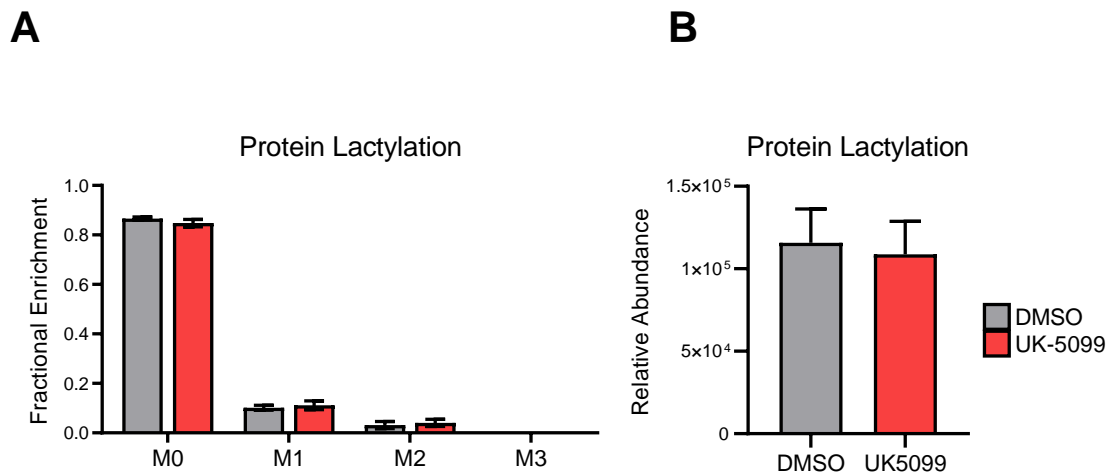 A
Protein Lactylation
Fractional Enrichment
1.0
0.8
0.6
0.4
0.2
0.0
M0 M1 M2 M3
B
Protein Lactylation
Relative Abundance
1.5×10⁵
1×10⁵
5×10⁴
0
DMSO UK5099
DMSO
UK-5099